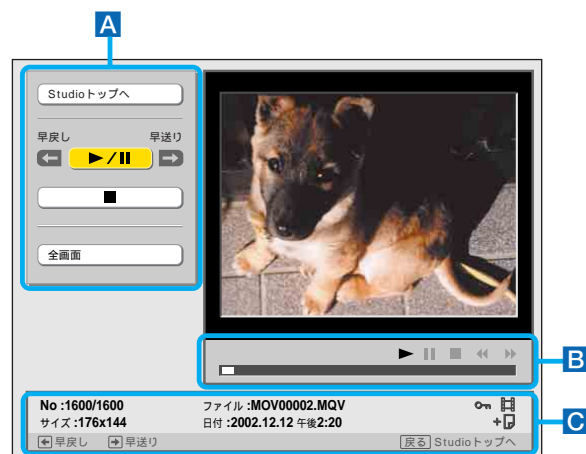 A
Studioトップへ
早戻し 早送り
全画面
B
No :1600/1600 ファイル :MOV00002.MQV
C
サイズ :176x144 日付 :2002.12.12 午後2:20
早戻し 早送り 戻る Studioトップへ